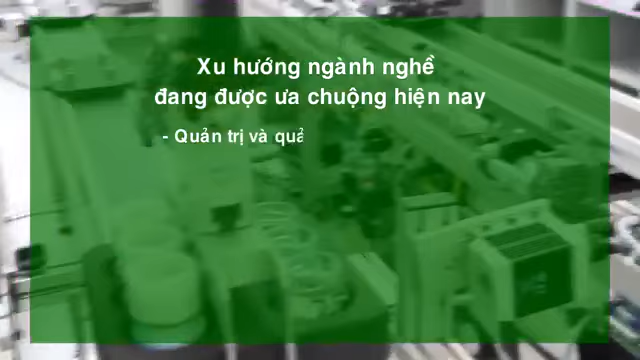 Xu hướng ngành nghề
đang được ưa chuộng hiện nay
- Quản trị và quả